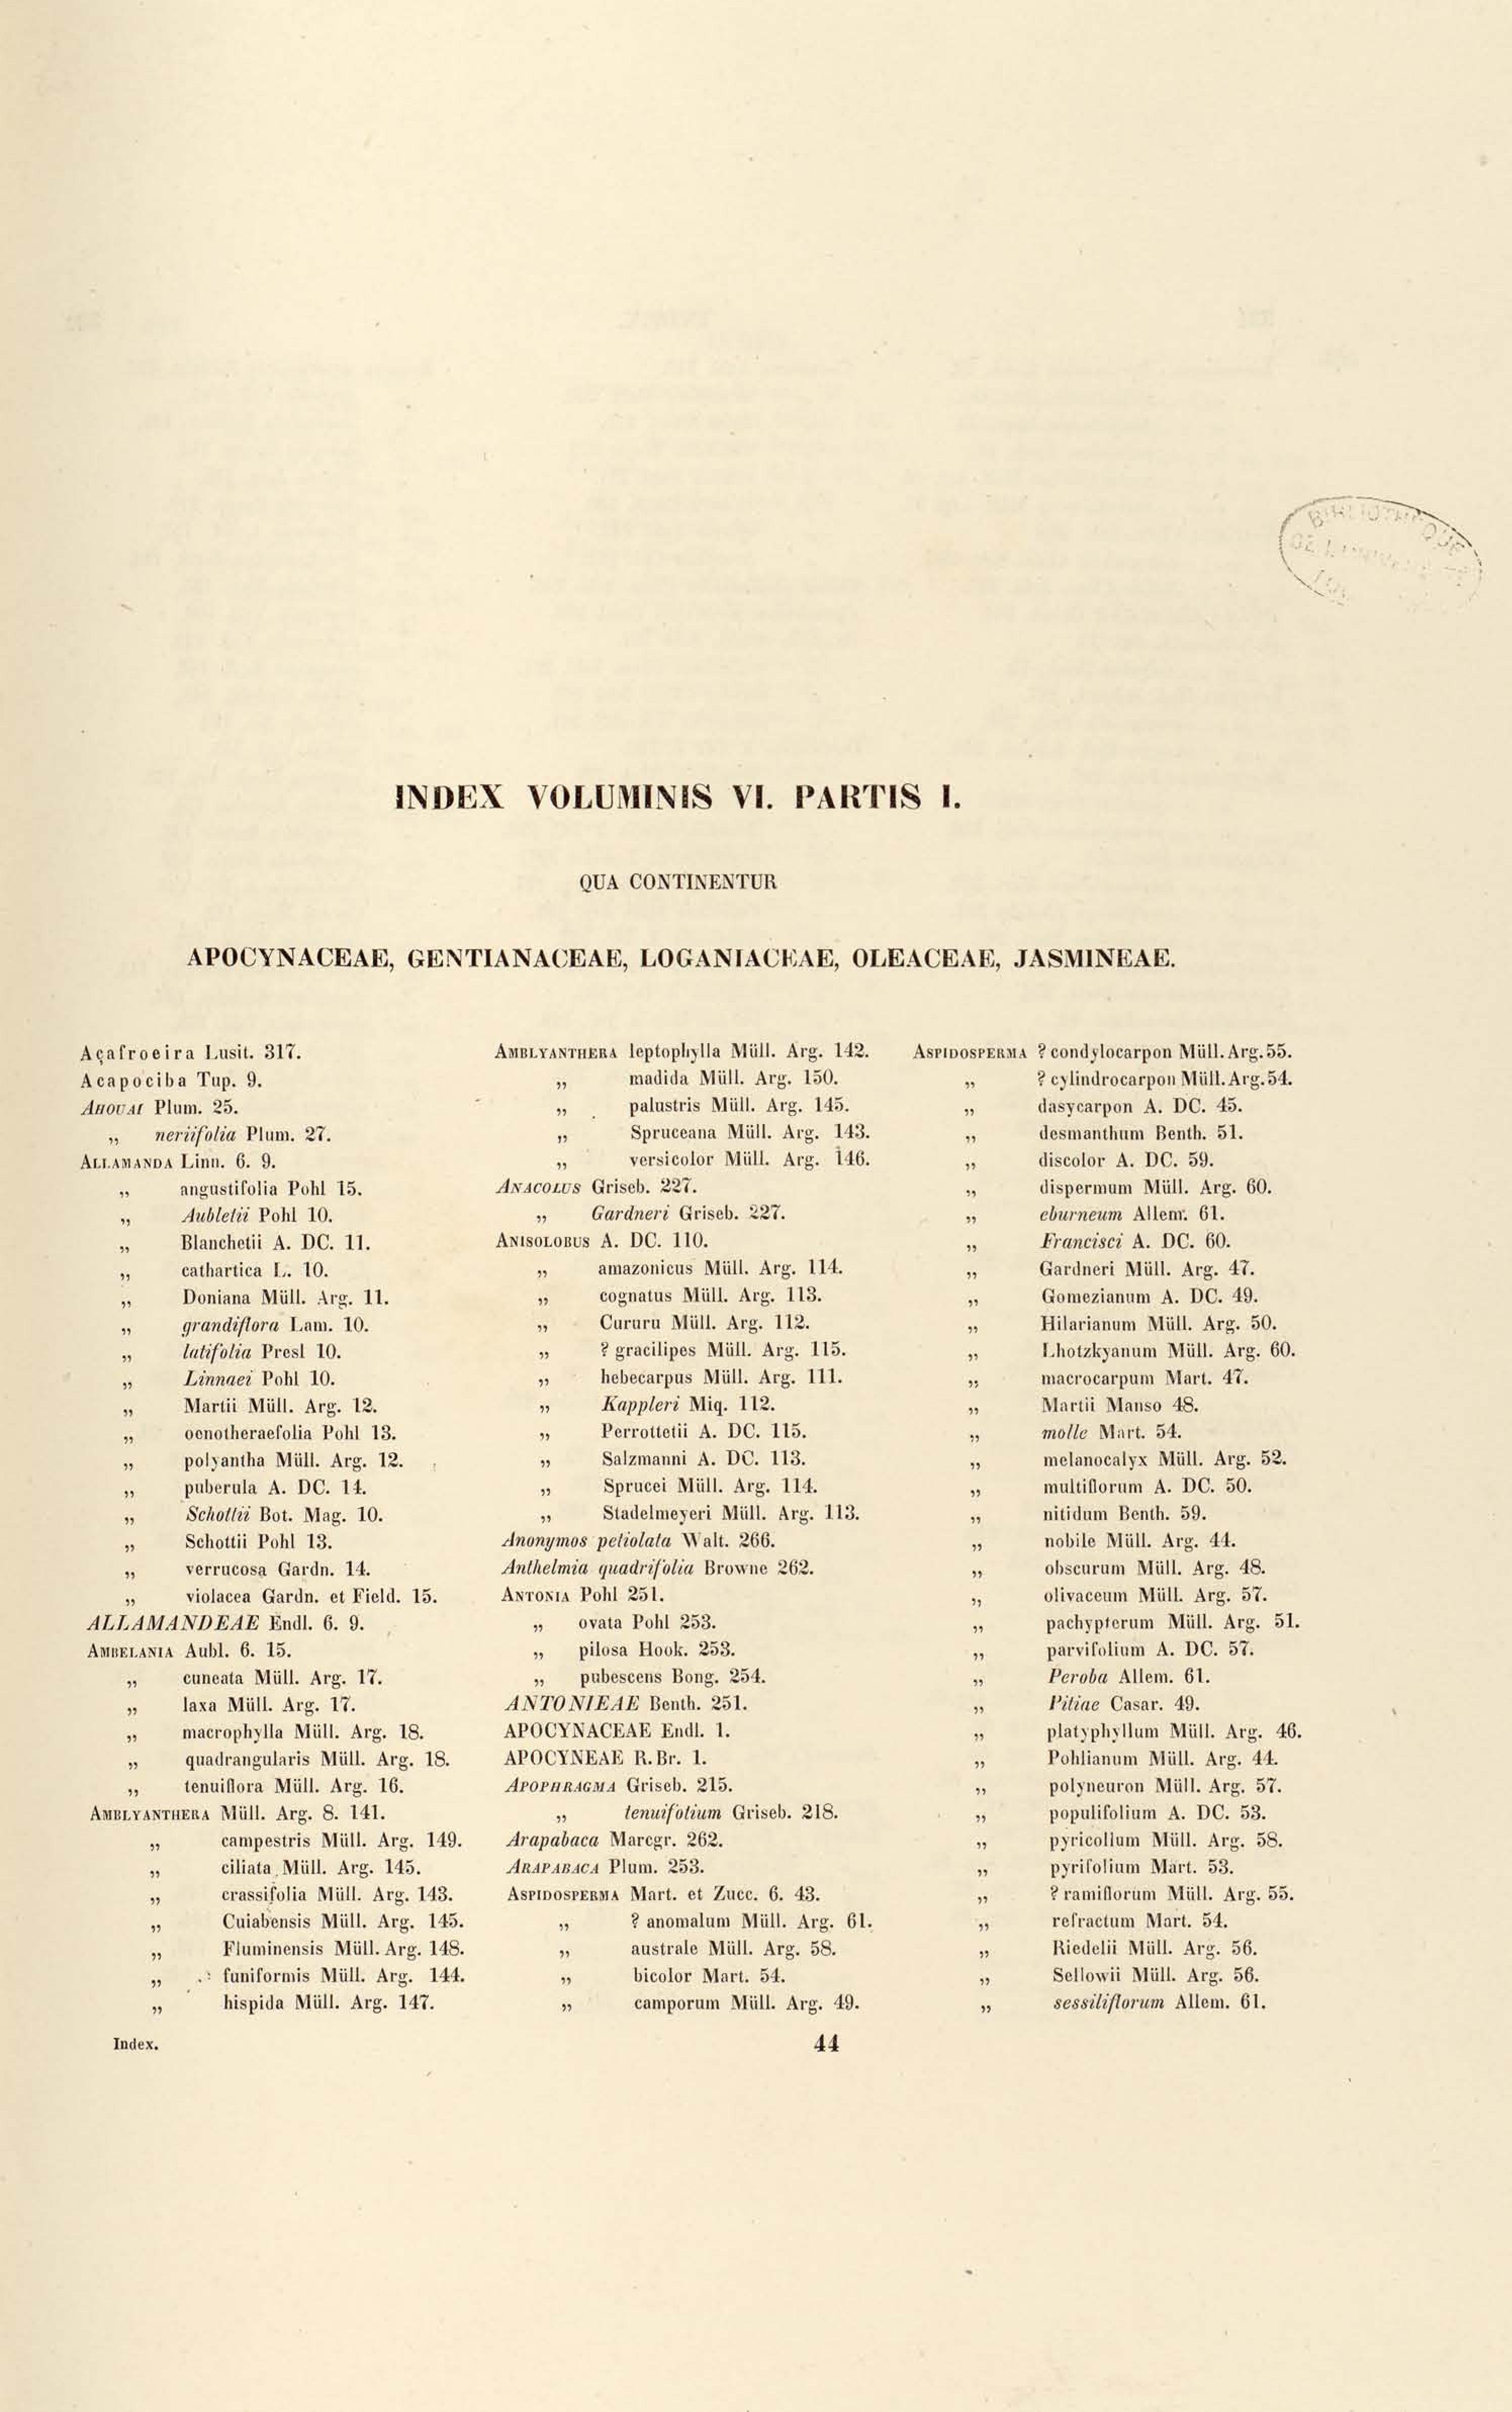 BIBLIOTHÈQUE
INDEX VOLUMINIS VI. PARTIS I.
QUA CONTINENTUR
APOCYNACEAE, GENTIANACEAE, LOGANIACEAE, OLEACEAE, JASMINEAE.
Açafroeira Lusit. 317.
Acapociba Tup. 9.
AHOUAI Plum. 25.
„ neriifolia Plum. 27.
ALLAMANDA Linn. 6. 9.
„ angustifolia Pohl 15.
„ Aubletii Pohl 10.
„ Blanchetii A. DC. 11.
„ cathartica L. 10.
„ Doniana Müll. Arg. 11.
„ grandiflora Lam. 10.
„ latifolia Presl 10.
„ Linnaei Pohl 10.
„ Martii Müll. Arg. 12.
„ oenotheraefolia Pohl 13.
„ polyantha Müll. Arg. 12.
„ puberula A. DC. 14.
„ Schottii Bot. Mag. 10.
„ Schottii Pohl 13.
„ verrucosa Gardn. 14.
„ violacea Gardn. et Field. 15.
ALLAMANDEAE Endl. 6. 9.
AMBELANIA Aubl. 6. 15.
„ cuneata Müll. Arg. 17.
„ laxa Müll. Arg. 17.
„ macrophylla Müll. Arg. 18.
„ quadrangularis Müll. Arg. 18.
„ tenuiflora Müll. Arg. 16.
AMBLYANTHERA Müll. Arg. 8. 141.
„ campestris Müll. Arg. 149.
„ ciliata Müll. Arg. 145.
„ crassifolia Müll. Arg. 143.
„ Cuiabensis Müll. Arg. 145.
„ Fluminensis Müll. Arg. 148.
„ funiformis Müll. Arg. 144.
„ hispida Müll. Arg. 147.
AMBLYANTHERA leptophylla Müll. Arg. 142.
„ madida Müll. Arg. 150.
„ palustris Müll. Arg. 145.
„ Spruceana Müll. Arg. 143.
„ versicolor Müll. Arg. 146.
ANACOLUS Griseb. 227.
„ Gardneri Griseb. 227.
ANISOLOBUS A. DC. 110.
„ amazonicus Müll. Arg. 114.
„ cognatus Müll. Arg. 113.
„ Cururu Müll. Arg. 112.
„ ? gracilipes Müll. Arg. 115.
„ hebecarpus Müll. Arg. 111.
„ Kappleri Miq. 112.
„ Perrottetii A. DC. 115.
„ Salzmanni A. DC. 113.
„ Sprucei Müll. Arg. 114.
„ Stadelmeyeri Müll. Arg. 113.
Anonymos petiolata Walt. 266.
Anthelmia quadrifolia Browne 262.
ANTONIA Pohl 251.
„ ovata Pohl 253.
„ pilosa Hook. 253.
„ pubescens Bong. 254.
ANTONIEAE Benth. 251.
APOCYNACEAE Endl. 1.
APOCYNEAE R. Br. 1.
APOPHRAGMA Griseb. 215.
„ tenuifolium Griseb. 218.
Arapabaca Marcgr. 262.
ARAPABACA Plum. 253.
ASPIDOSPERMA Mart. et Zucc. 6. 43.
„ ? anomalum Müll. Arg. 61.
„ australe Müll. Arg. 58.
„ bicolor Mart. 54.
„ camporum Müll. Arg. 49.
ASPIDOSPERMA ? condylocarpon Müll. Arg. 55.
„ ? cylindrocarpon Müll. Arg. 54.
„ dasycarpon A. DC. 45.
„ desmanthum Benth. 51.
„ discolor A. DC. 59.
„ dispermum Müll. Arg. 60.
„ eburneum Allem. 61.
„ Francisci A. DC. 60.
„ Gardneri Müll. Arg. 47.
„ Gomezianum A. DC. 49.
„ Hilarianum Müll. Arg. 50.
„ Lhotzkyanum Müll. Arg. 60.
„ macrocarpum Mart. 47.
„ Martii Manso 48.
„ molle Mart. 54.
„ melanocalyx Müll. Arg. 52.
„ multiflorum A. DC. 50.
„ nitidum Benth. 59.
„ nobile Müll. Arg. 44.
„ obscurum Müll. Arg. 48.
„ olivaceum Müll. Arg. 57.
„ pachypterum Müll. Arg. 51.
„ parvifolium A. DC. 57.
„ Peroba Allem. 61.
„ Pitiae Casar. 49.
„ platyphyllum Müll. Arg. 46.
„ Pohlianum Müll. Arg. 44.
„ polyneuron Müll. Arg. 57.
„ populifolium A. DC. 53.
„ pyricollum Müll. Arg. 58.
„ pyrifolium Mart. 53.
„ ? ramiflorum Müll. Arg. 55.
„ refractum Mart. 54.
„ Riedelii Müll. Arg. 56.
„ Sellowii Müll. Arg. 56.
„ sessiliflorum Allem. 61.
Index.
44